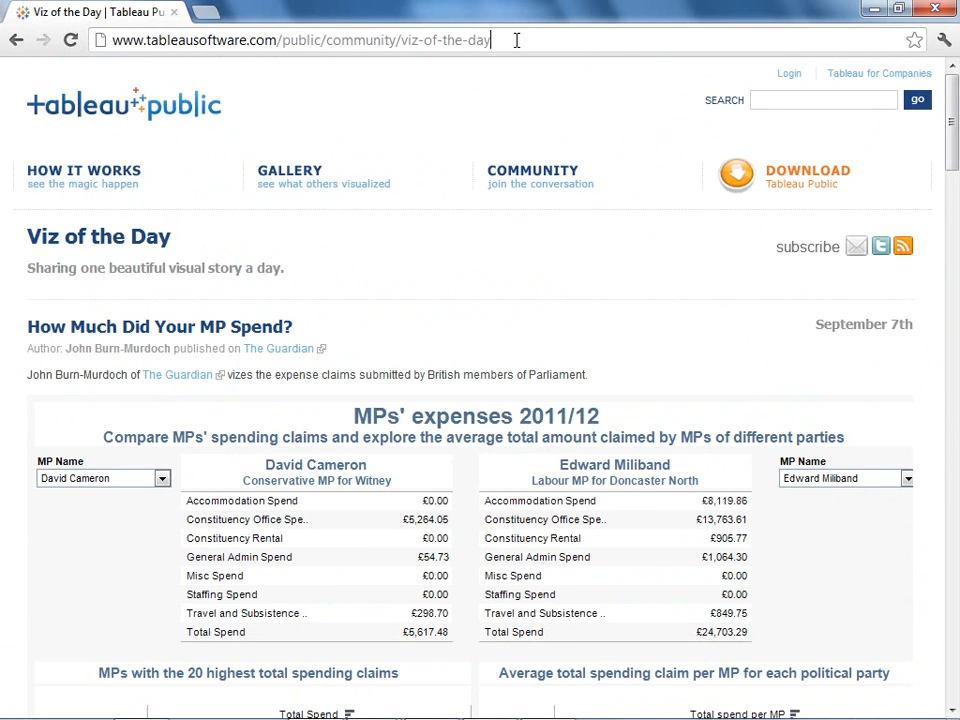 Viz of the Day | Tableau Pu
www.tableausoftware.com/public/community/viz-of-the-day
Login
Tableau for Companies
tableau public
SEARCH
go
HOW IT WORKS
see the magic happen
GALLERY
see what others visualized
COMMUNITY
join the conversation
DOWNLOAD
Tableau Public
Viz of the Day
subscribe
Sharing one beautiful visual story a day.
How Much Did Your MP Spend?
September 7th
Author: John Burn-Murdoch published on The Guardian
John Burn-Murdoch of The Guardian vizes the expense claims submitted by British members of Parliament.
MPs' expenses 2011/12
Compare MPs' spending claims and explore the average total amount claimed by MPs of different parties
MP Name
David Cameron
David Cameron
Conservative MP for Witney
Accommodation Spend £0.00
Constituency Office Spe.. £5,264.05
Constituency Rental £0.00
General Admin Spend £54.73
Misc Spend £0.00
Staffing Spend £0.00
Travel and Subsistence .. £298.70
Total Spend £5,617.48
Edward Miliband
Labour MP for Doncaster North
Accommodation Spend £8,119.86
Constituency Office Spe.. £13,763.61
Constituency Rental £905.77
General Admin Spend £1,064.30
Misc Spend £0.00
Staffing Spend £0.00
Travel and Subsistence .. £849.75
Total Spend £24,703.29
MP Name
Edward Miliband
MPs with the 20 highest total spending claims
Total Spend
Average total spending claim per MP for each political party
Total spend per MP